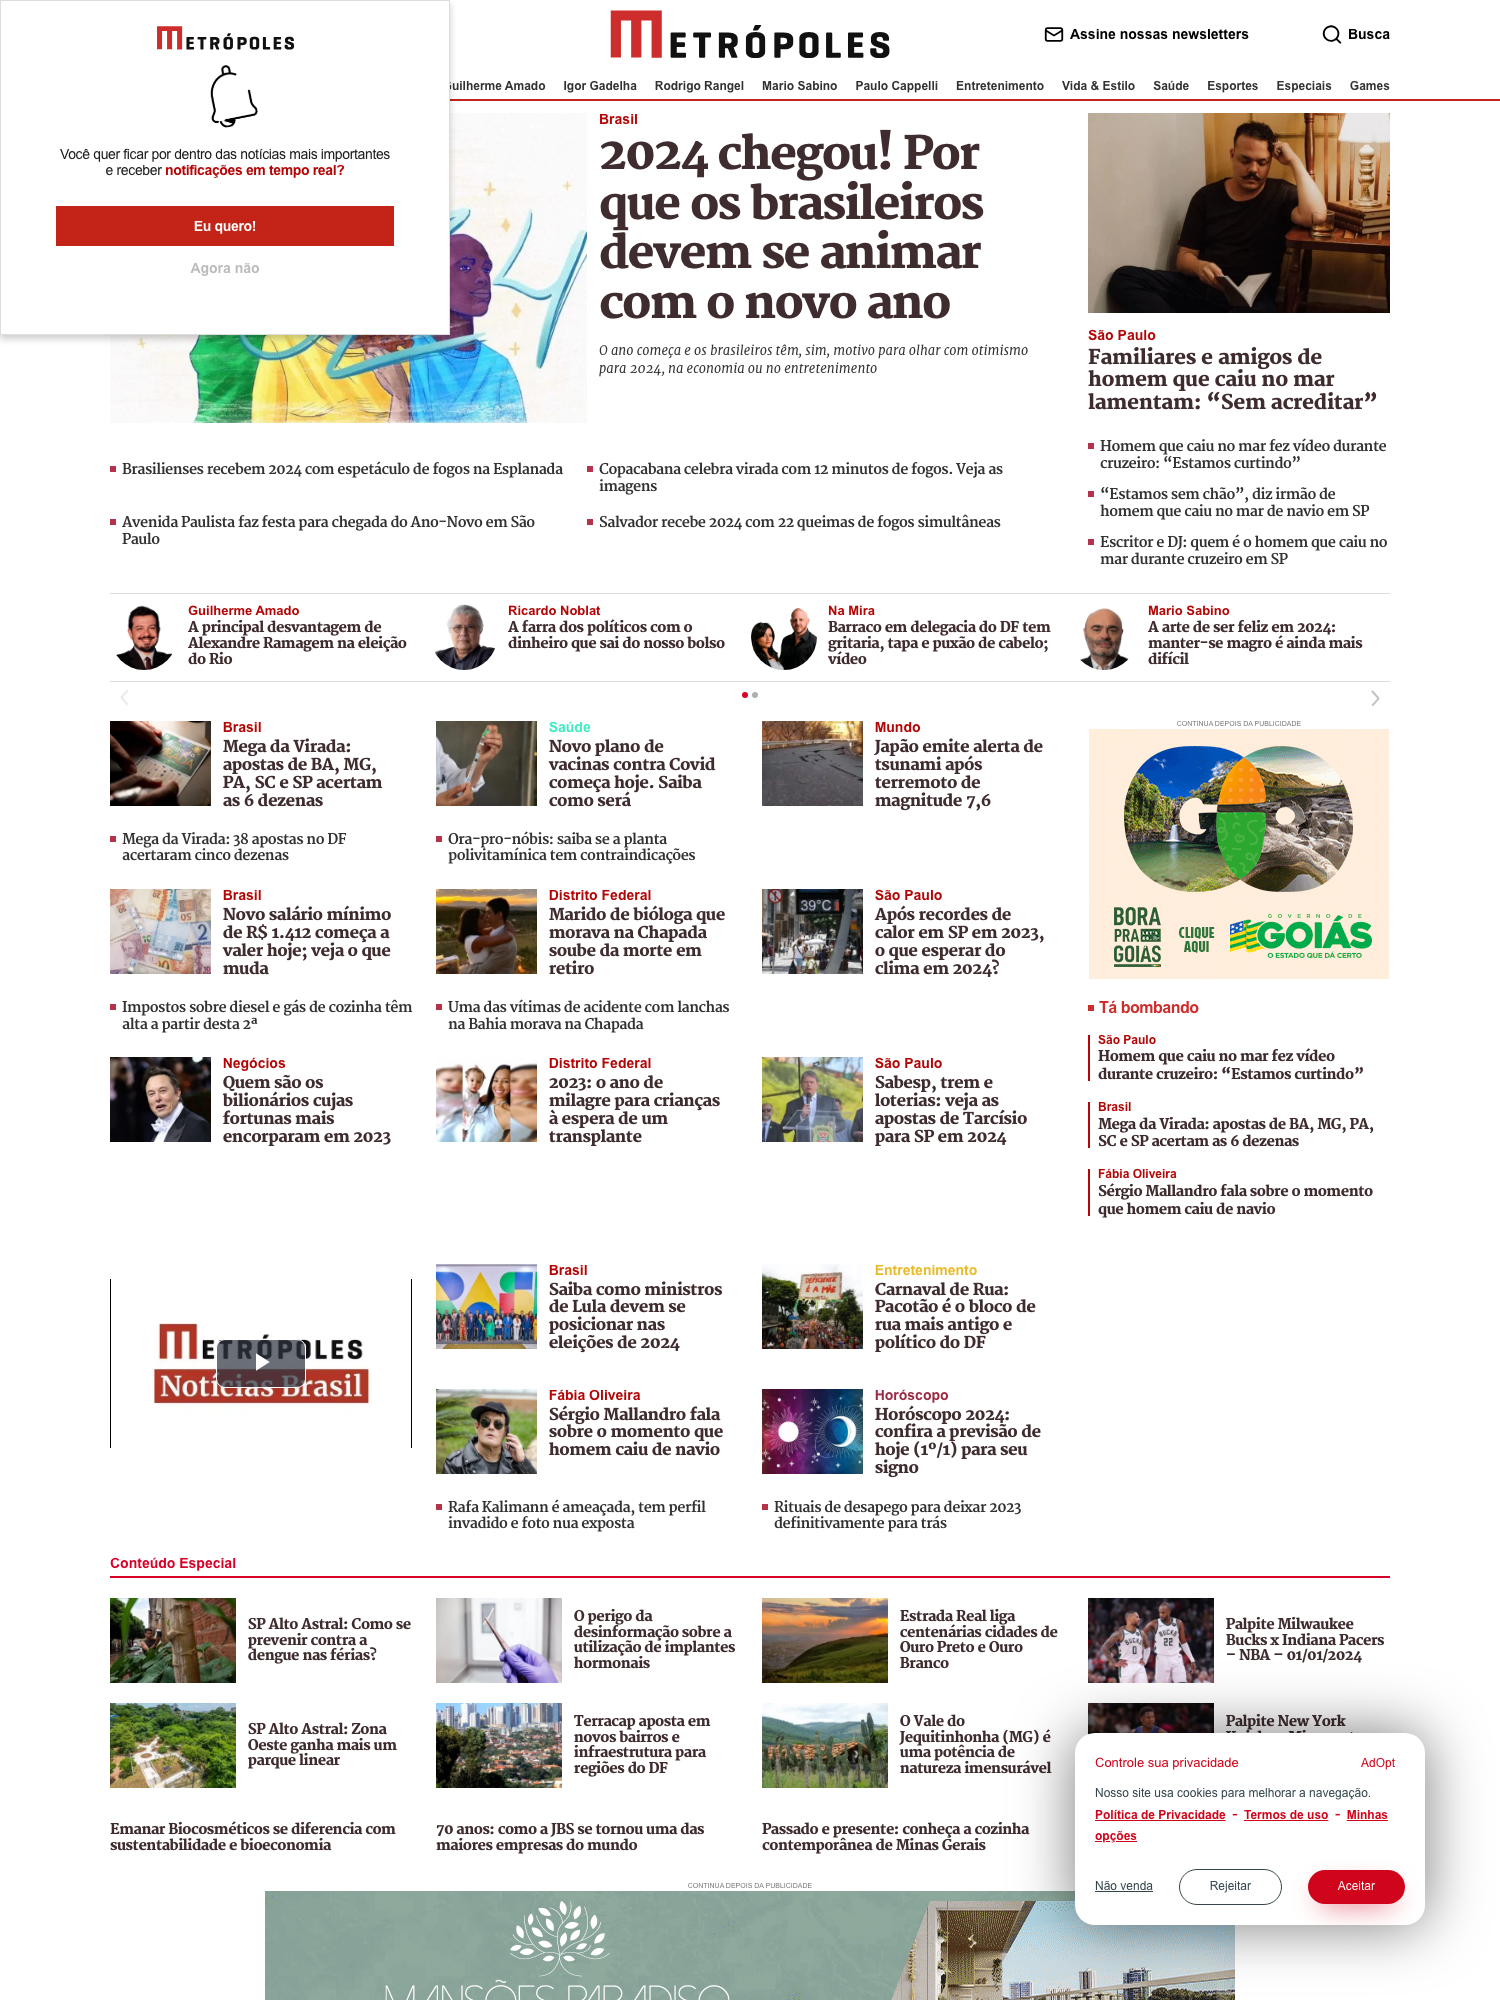 METRÓPOLES
Você quer ficar por dentro das notícias mais importantes
e receber notificações em tempo real?
Eu quero!
Agora não
METRÓPOLES
Assine nossas newsletters
Busca
Guilherme Amado
Igor Gadelha
Rodrigo Rangel
Mario Sabino
Paulo Cappelli
Entretenimento
Vida & Estilo
Saúde
Esportes
Especiais
Games
Brasil
2024 chegou! Por
que os brasileiros
devem se animar
com o novo ano
O ano começa e os brasileiros têm, sim, motivo para olhar com otimismo
para 2024, na economia ou no entretenimento
São Paulo
Familiares e amigos de
homem que caiu no mar
lamentam: “Sem acreditar”
Homem que caiu no mar fez vídeo durante
cruzeiro: “Estamos curtindo”
“Estamos sem chão”, diz irmão de
homem que caiu no mar de navio em SP
Escritor e DJ: quem é o homem que caiu no
mar durante cruzeiro em SP
Brasilienses recebem 2024 com espetáculo de fogos na Esplanada
Copacabana celebra virada com 12 minutos de fogos. Veja as
imagens
Avenida Paulista faz festa para chegada do Ano-Novo em São
Paulo
Salvador recebe 2024 com 22 queimas de fogos simultâneas
Guilherme Amado
A principal desvantagem de
Alexandre Ramagem na eleição
do Rio
Ricardo Noblat
A farra dos políticos com o
dinheiro que sai do nosso bolso
Na Mira
Barraco em delegacia do DF tem
gritaria, tapa e puxão de cabelo;
vídeo
Mario Sabino
A arte de ser feliz em 2024:
manter-se magro é ainda mais
difícil
Brasil
Mega da Virada:
apostas de BA, MG,
PA, SC e SP acertam
as 6 dezenas
Mega da Virada: 38 apostas no DF
acertaram cinco dezenas
Saúde
Novo plano de
vacinas contra Covid
começa hoje. Saiba
como será
Ora-pro-nóbis: saiba se a planta
polivitamínica tem contraindicações
Mundo
Japão emite alerta de
tsunami após
terremoto de
magnitude 7,6
CONTINUA DEPOIS DA PUBLICIDADE
BORA
PRA
GOIÁS
CLIQUE
AQUI
GOVERNO DE
GOIÁS
O ESTADO QUE DÁ CERTO
Brasil
Novo salário mínimo
de R$ 1.412 começa a
valer hoje; veja o que
muda
Impostos sobre diesel e gás de cozinha têm
alta a partir desta 2ª
Distrito Federal
Marido de bióloga que
morava na Chapada
soube da morte em
retiro
Uma das vítimas de acidente com lanchas
na Bahia morava na Chapada
39°C
São Paulo
Após recordes de
calor em SP em 2023,
o que esperar do
clima em 2024?
Negócios
Quem são os
bilionários cujas
fortunas mais
encorparam em 2023
Distrito Federal
2023: o ano de
milagre para crianças
à espera de um
transplante
São Paulo
Sabesp, trem e
loterias: veja as
apostas de Tarcísio
para SP em 2024
Tá bombando
São Paulo
Homem que caiu no mar fez vídeo
durante cruzeiro: “Estamos curtindo”
Brasil
Mega da Virada: apostas de BA, MG, PA,
SC e SP acertam as 6 dezenas
Fábia Oliveira
Sérgio Mallandro fala sobre o momento
que homem caiu de navio
METRÓPOLES
Notícias Brasil
Brasil
Saiba como ministros
de Lula devem se
posicionar nas
eleições de 2024
DEFICIENTE
É A MÃE
Entretenimento
Carnaval de Rua:
Pacotão é o bloco de
rua mais antigo e
político do DF
Fábia Oliveira
Sérgio Mallandro fala
sobre o momento que
homem caiu de navio
Rafa Kalimann é ameaçada, tem perfil
invadido e foto nua exposta
Horóscopo
Horóscopo 2024:
confira a previsão de
hoje (1º/1) para seu
signo
Rituais de desapego para deixar 2023
definitivamente para trás
Conteúdo Especial
SP Alto Astral: Como se
prevenir contra a
dengue nas férias?
O perigo da
desinformação sobre a
utilização de implantes
hormonais
Estrada Real liga
centenárias cidades de
Ouro Preto e Ouro
Branco
BUCKS
0
BUCKS
22
Palpite Milwaukee
Bucks x Indiana Pacers
– NBA – 01/01/2024
SP Alto Astral: Zona
Oeste ganha mais um
parque linear
Terracap aposta em
novos bairros e
infraestrutura para
regiões do DF
O Vale do
Jequitinhonha (MG) é
uma potência de
natureza imensurável
Palpite New York
Emanar Biocosméticos se diferencia com
sustentabilidade e bioeconomia
70 anos: como a JBS se tornou uma das
maiores empresas do mundo
Passado e presente: conheça a cozinha
contemporânea de Minas Gerais
Controle sua privacidade
AdOpt
Nosso site usa cookies para melhorar a navegação.
Política de Privacidade - Termos de uso - Minhas
opções
Não venda
Rejeitar
Aceitar
CONTINUA DEPOIS DA PUBLICIDADE
MANSÕES PARADISO